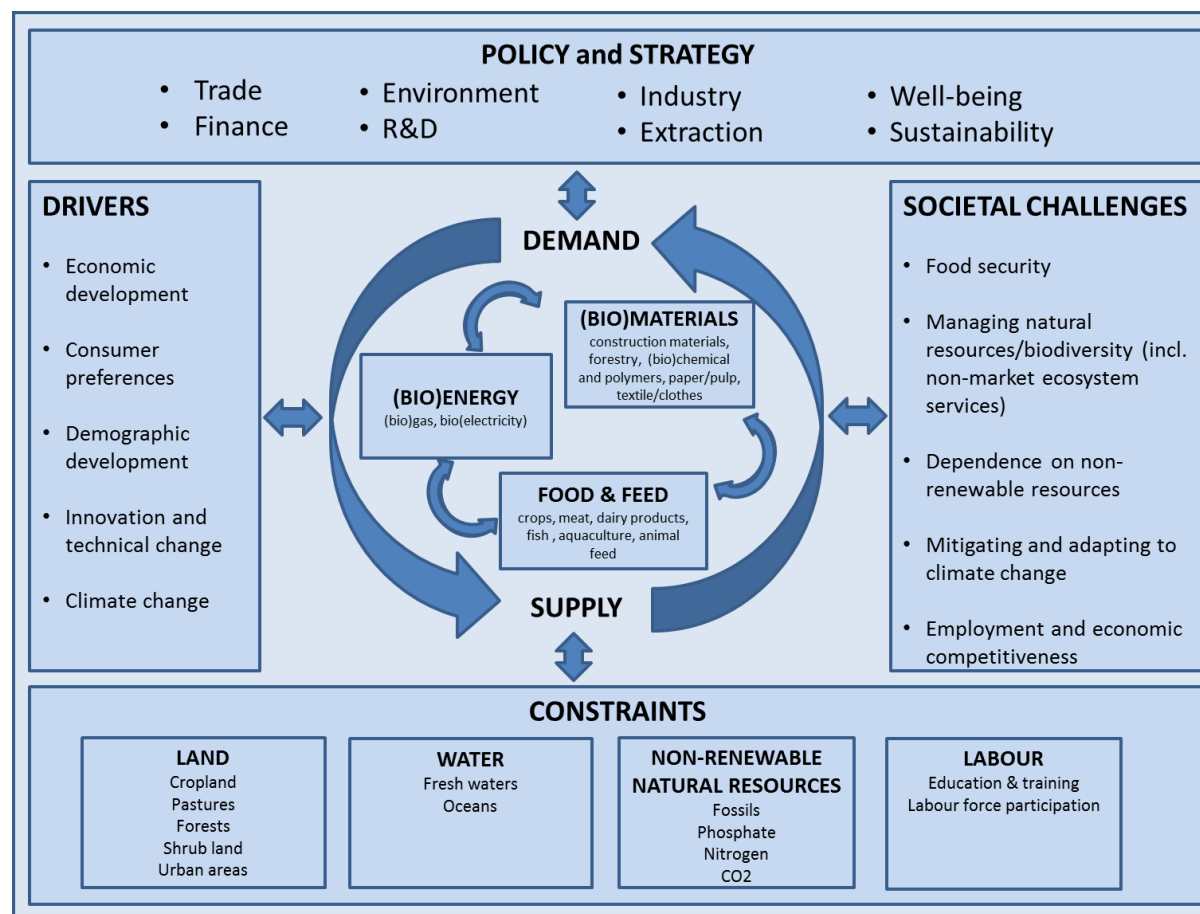 POLICY and STRATEGY
• Trade
• Finance
• Environment
• R&D
• Industry
• Extraction
• Well-being
• Sustainability
DRIVERS
• Economic
development
• Consumer
preferences
• Demographic
development
• Innovation and
technical change
• Climate change
DEMAND
(BIO)MATERIALS
construction materials,
forestry, (bio)chemical
and polymers, paper/pulp,
textile/clothes
(BIO)ENERGY
(bio)gas, bio(electricity)
FOOD & FEED
crops, meat, dairy products,
fish , aquaculture, animal
feed
SUPPLY
SOCIETAL CHALLENGES
• Food security
• Managing natural
resources/biodiversity (incl.
non-market ecosystem
services)
• Dependence on non-
renewable resources
• Mitigating and adapting to
climate change
• Employment and economic
competitiveness
CONSTRAINTS
LAND
Cropland
Pastures
Forests
Shrub land
Urban areas
WATER
Fresh waters
Oceans
NON-RENEWABLE
NATURAL RESOURCES
Fossils
Phosphate
Nitrogen
CO2
LABOUR
Education & training
Labour force participation